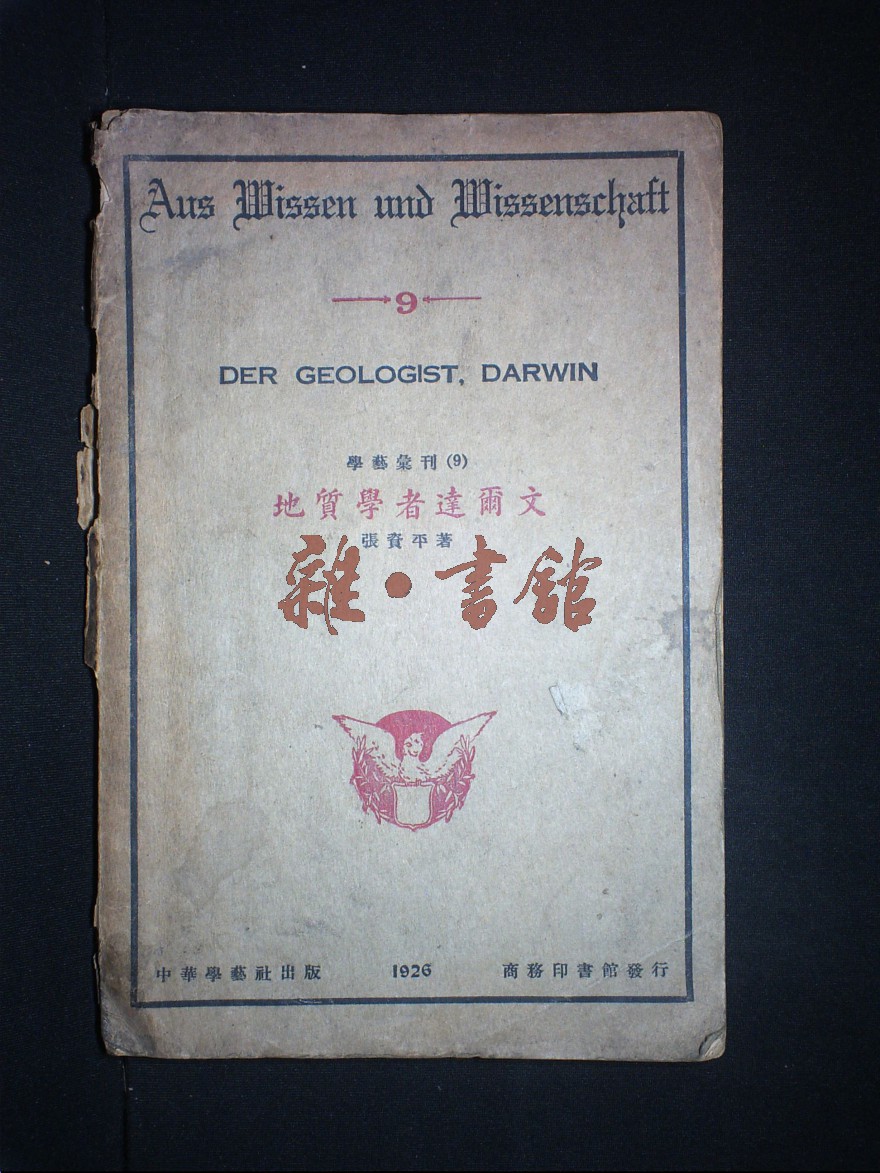 Aus Wissen und Wissenschaft
9
DER GEOLOGIST, DARWIN
學藝彙刊(9)
地質學者達爾文
張資平著
雜·書館
中華學藝社出版 1926 商務印書館發行